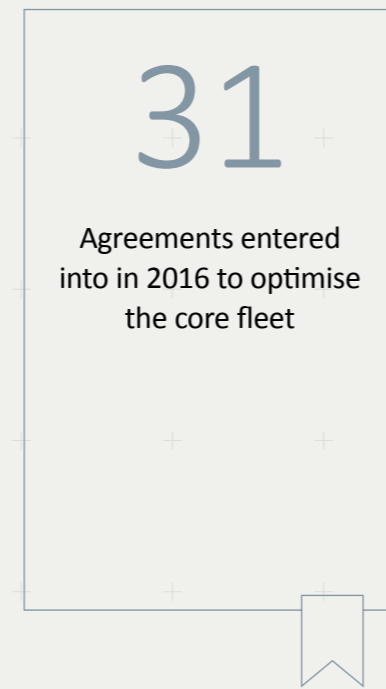 31
Agreements entered
into in 2016 to optimise
the core fleet